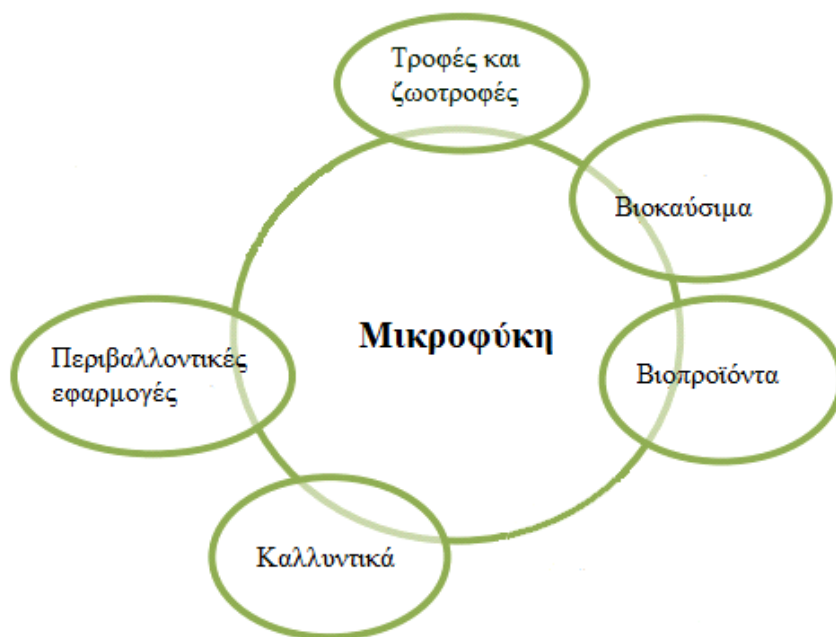 Τροφές και
ζωοτροφές
Βιοκαύσιμα
Μικροφύκη
Περιβαλλοντικές
εφαρμογές
Βιοπροϊόντα
Καλλυντικά